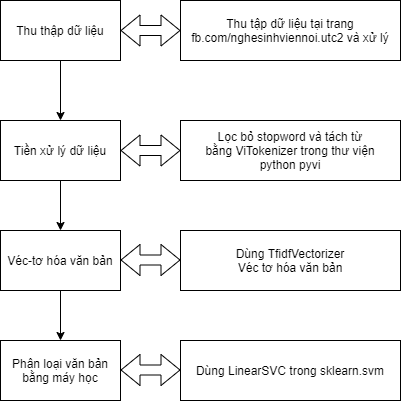 Thu thập dữ liệu
Thu tập dữ liệu tại trang
fb.com/nghesinhviennoi.utc2 và xử lý
Tiền xử lý dữ liệu
Lọc bỏ stopword và tách từ
bằng ViTokenizer trong thư viện
python pyvi
Véc-tơ hóa văn bản
Dùng TfidfVectorizer
Véc tơ hóa văn bản
Phân loại văn bản
bằng máy học
Dùng LinearSVC trong sklearn.svm